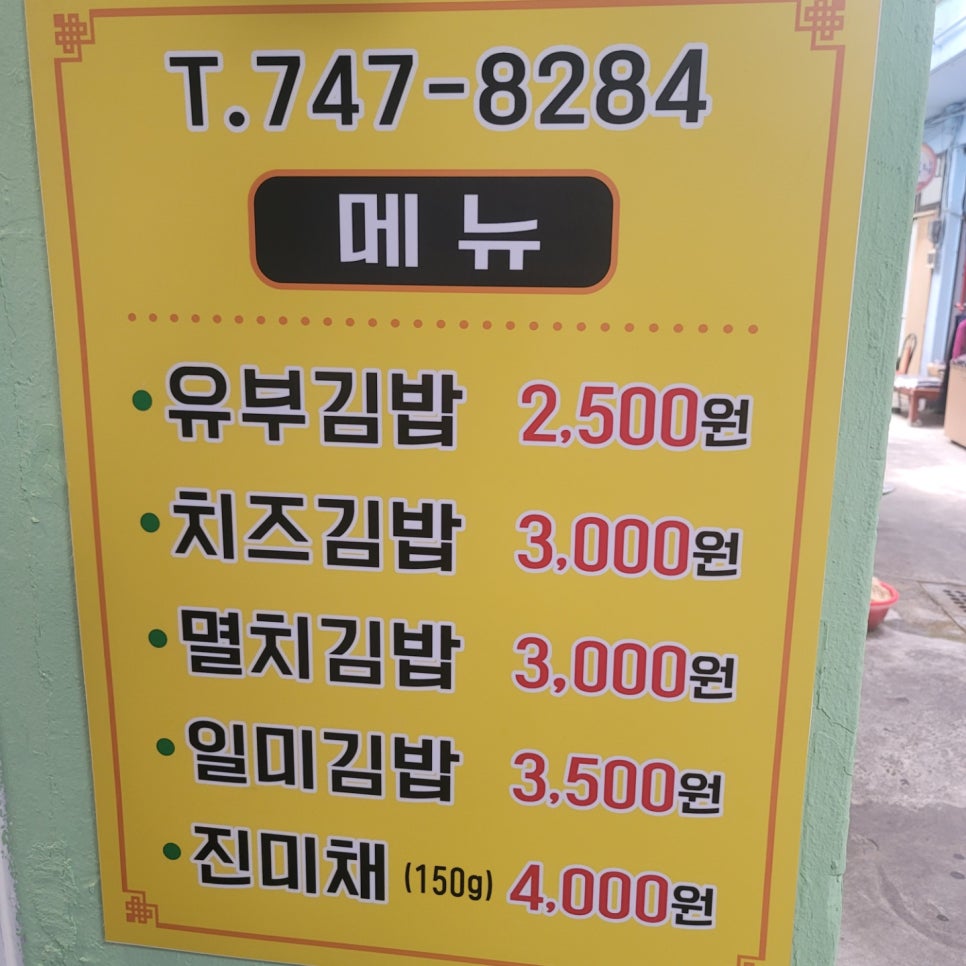 T.747-8284
메뉴
• 유부김밥 2,500원
• 치즈김밥 3,000원
• 멸치김밥 3,000원
• 일미김밥 3,500원
• 진미채 (150g) 4,000원